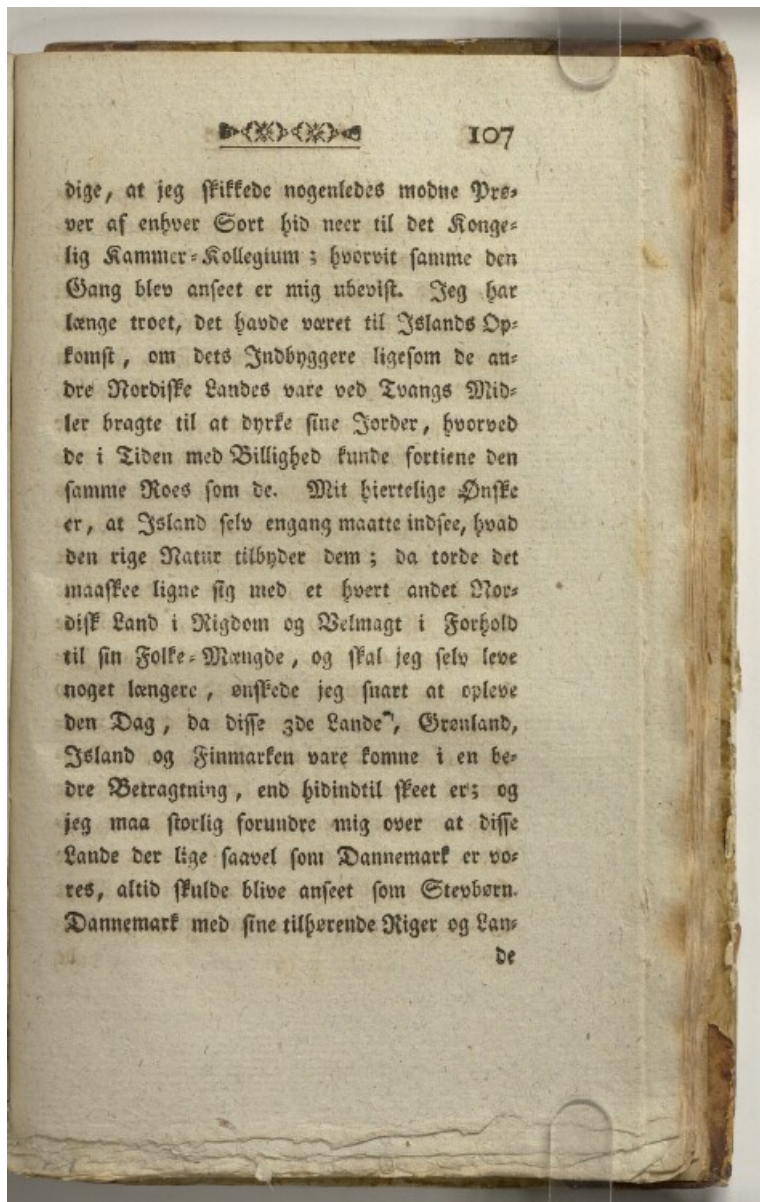 107
dige, at jeg skikkede nogenledes modne Prø-
ver af enhver Sort hid neer til det Konge-
lig Kammer-Kollegium; hvorvit samme den
Gang blev anseet er mig ubevist. Jeg har
længe troet, det havde været til Islands Op-
komst, om dets Indbyggere ligesom de an-
dre Nordiske Landes vare ved Tvangs Mid-
ler bragte til at dyrke sine Jorder, hvorved
de i Tiden med Billighed kunde fortiene den
samme Roes som de. Mit hiertelige Ønske
er, at Island selv engang maatte indsee, hvad
den rige Natur tilbyder dem; da torde det
maaskee ligne sig med et hvert andet Nor-
disk Land i Rigdom og Velmagt i Forhold
til sin Folke-Mængde, og skal jeg selv leve
noget længere, ønskede jeg snart at opleve
den Dag, da disse 3de Lande, Grønland,
Island og Finmarken vare komne i en be-
dre Betragtning, end hidindtil skeet er; og
jeg maa storlig forundre mig over at disse
Lande der lige saavel som Dannemark er vo-
res, altid skulde blive anseet som Stevbørn.
Dannemark med sine tilhørende Riger og Lan-
de